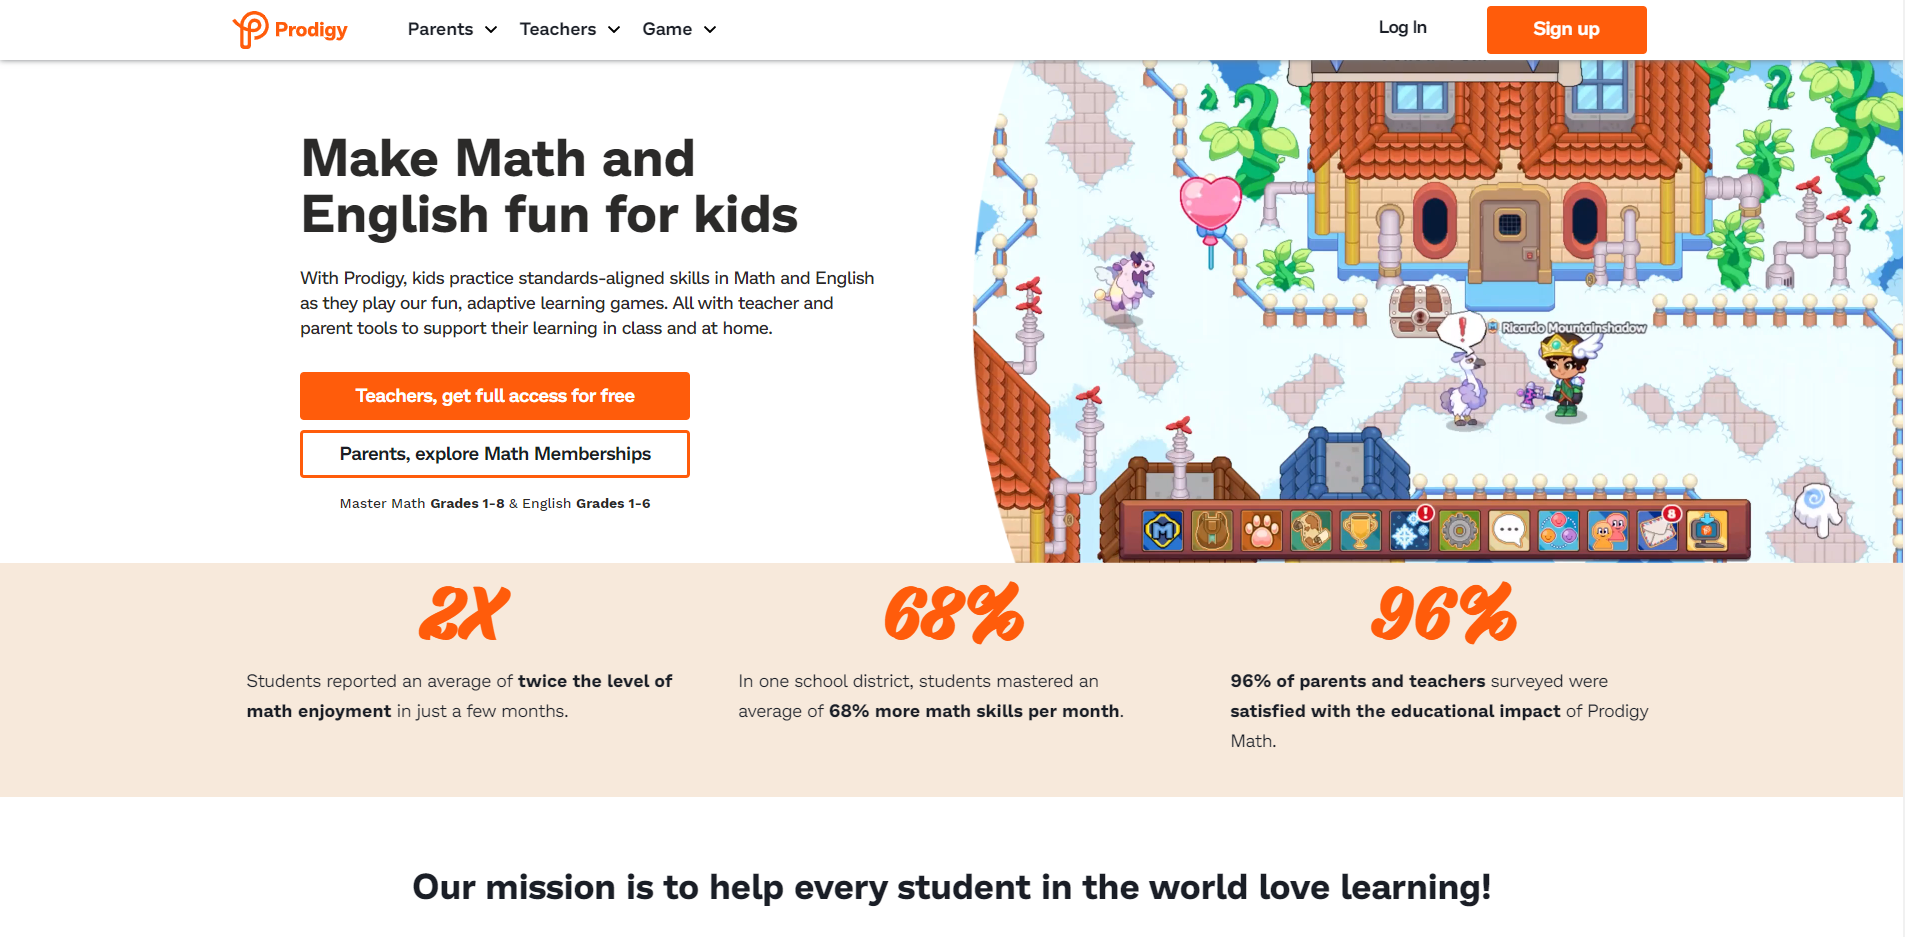 Prodigy
Parents
Teachers
Game
Log In
Sign up
Make Math and
English fun for kids
With Prodigy, kids practice standards-aligned skills in Math and English
as they play our fun, adaptive learning games. All with teacher and
parent tools to support their learning in class and at home.
Teachers, get full access for free
Parents, explore Math Memberships
Master Math Grades 1-8 & English Grades 1-6
!
Ricardo Mountainshadow
M
!
8
2X
Students reported an average of twice the level of
math enjoyment in just a few months.
68%
In one school district, students mastered an
average of 68% more math skills per month.
96%
96% of parents and teachers surveyed were
satisfied with the educational impact of Prodigy
Math.
Our mission is to help every student in the world love learning!